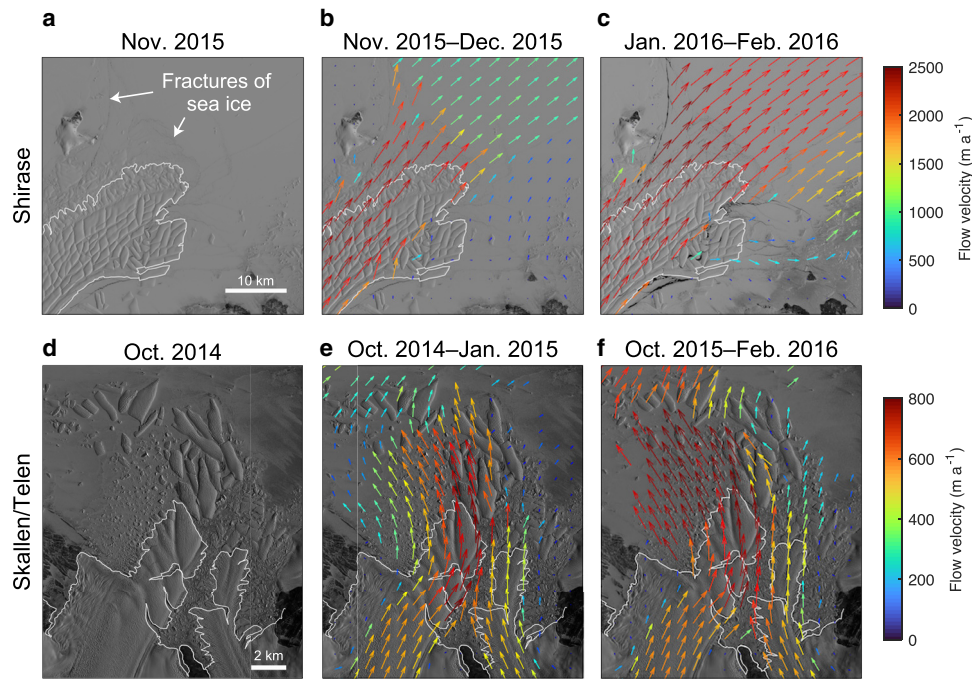 a
Nov. 2015
b
Nov. 2015–Dec. 2015
c
Jan. 2016–Feb. 2016
Shirase
Fractures of
sea ice
10 km
2500
2000
1500
1000
500
0
Flow velocity (m a⁻¹)
d
Oct. 2014
e
Oct. 2014–Jan. 2015
f
Oct. 2015–Feb. 2016
Skallen/Telen
2 km
800
600
400
200
0
Flow velocity (m a⁻¹)